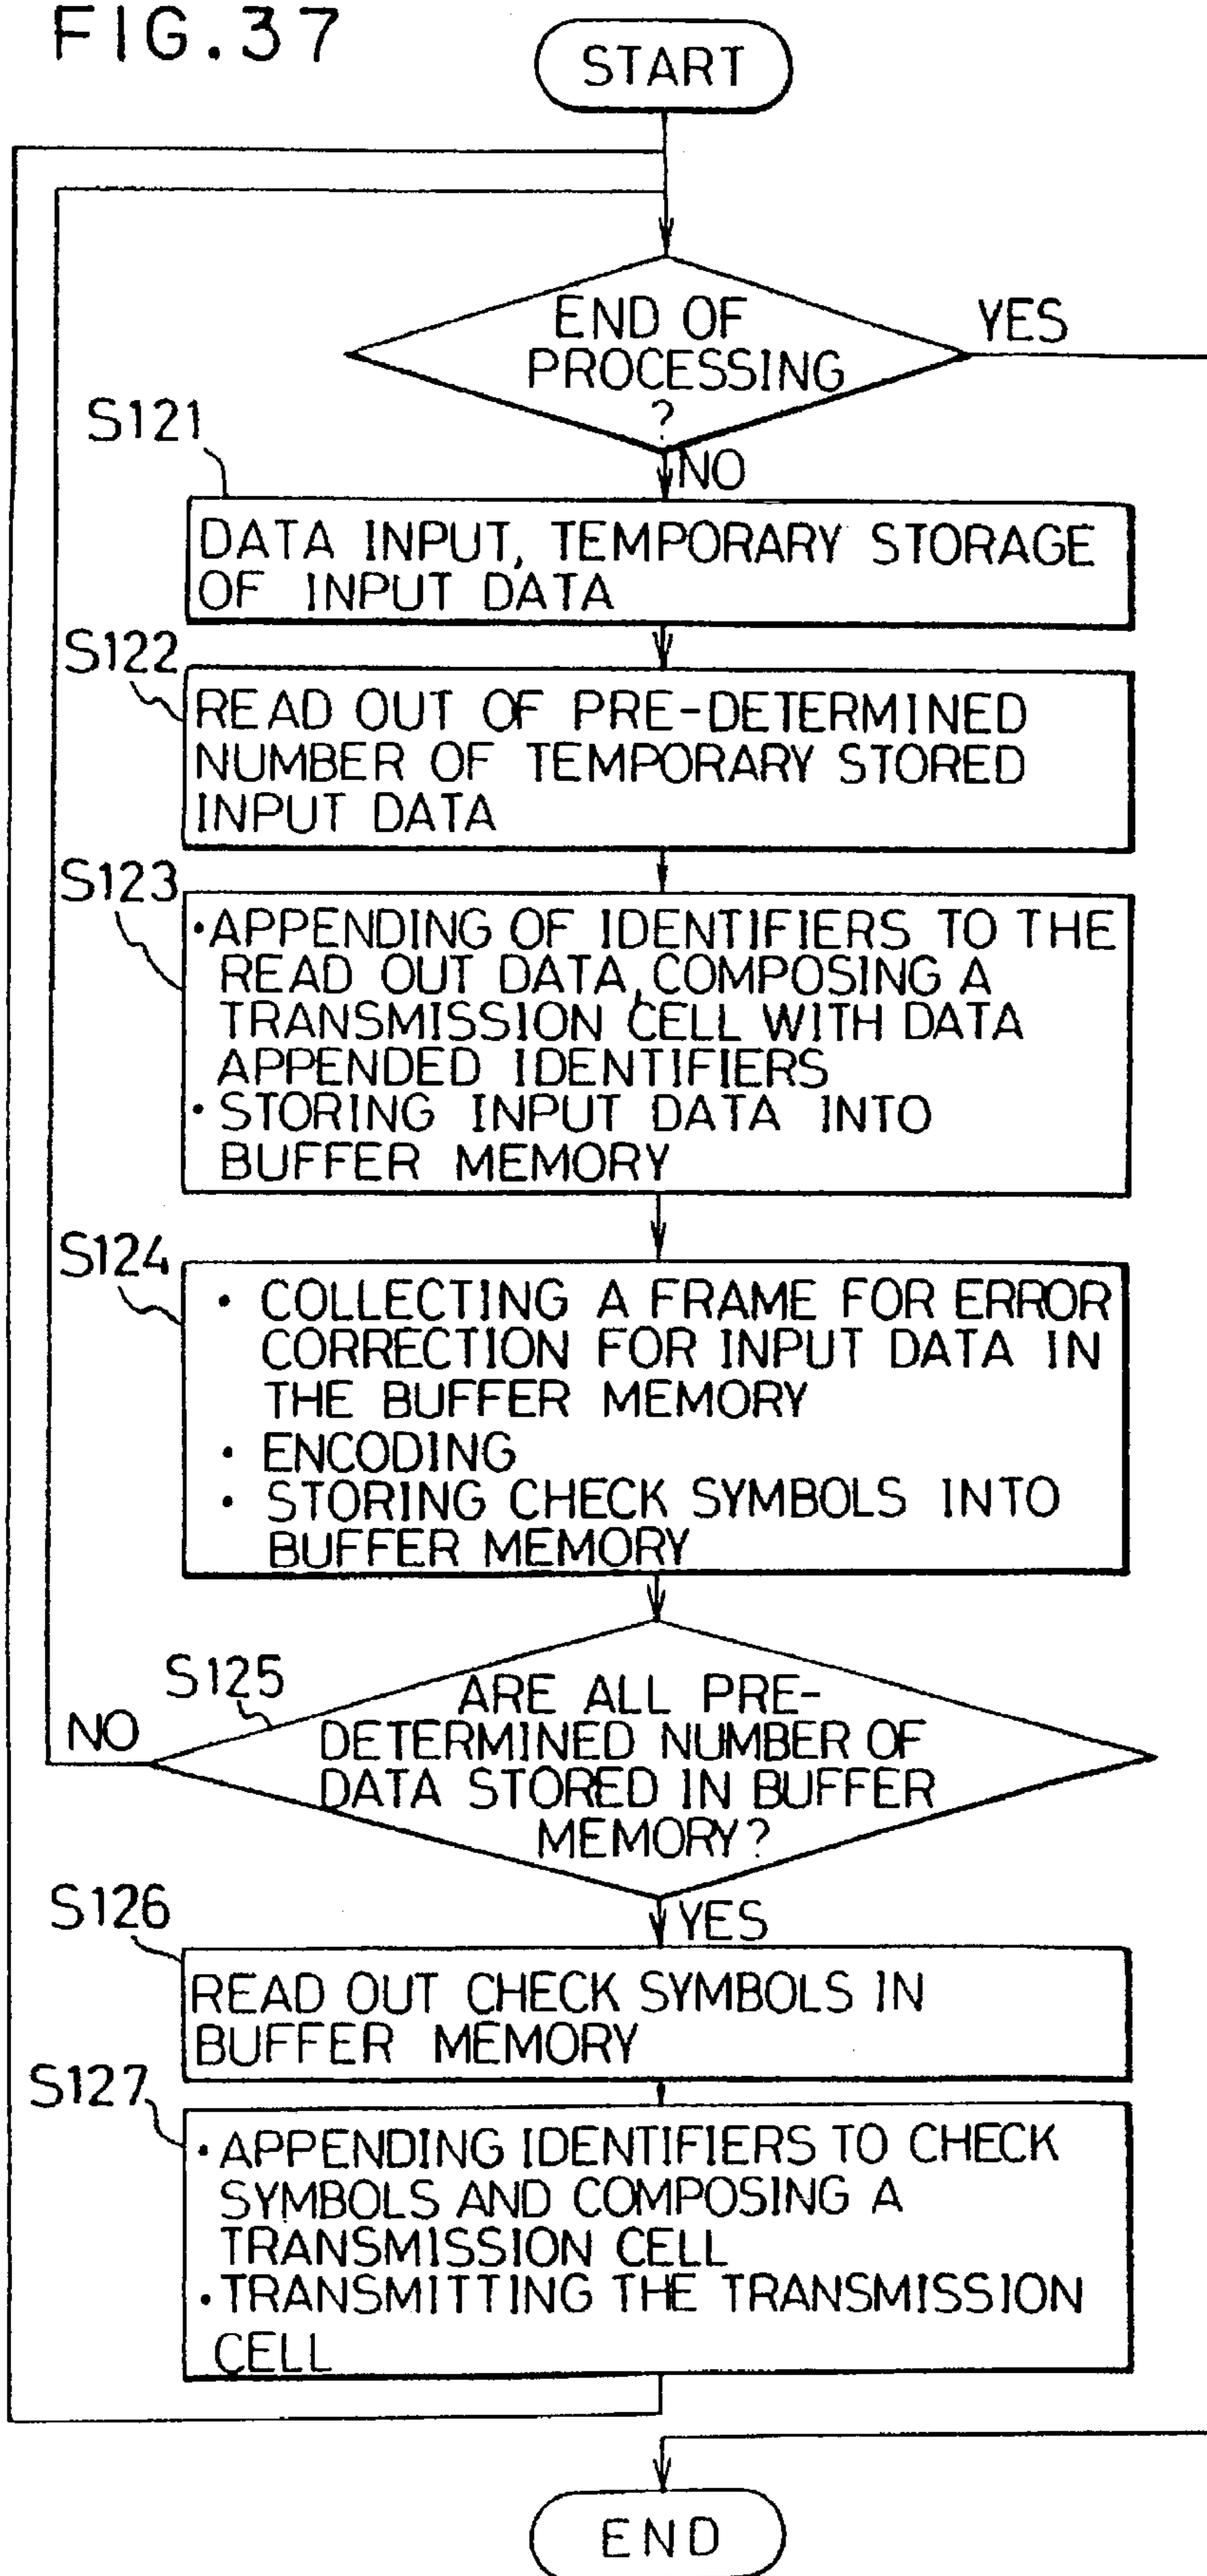 FIG.37
START
END OF
PROCESSING
?
YES
NO
S121
DATA INPUT, TEMPORARY STORAGE
OF INPUT DATA
S122
READ OUT OF PRE-DETERMINED
NUMBER OF TEMPORARY STORED
INPUT DATA
S123
·APPENDING OF IDENTIFIERS TO THE
READ OUT DATA, COMPOSING A
TRANSMISSION CELL WITH DATA
APPENDED IDENTIFIERS
·STORING INPUT DATA INTO
BUFFER MEMORY
S124
· COLLECTING A FRAME FOR ERROR
CORRECTION FOR INPUT DATA IN
THE BUFFER MEMORY
· ENCODING
· STORING CHECK SYMBOLS INTO
BUFFER MEMORY
S125
NO
ARE ALL PRE-
DETERMINED NUMBER OF
DATA STORED IN BUFFER
MEMORY?
YES
S126
READ OUT CHECK SYMBOLS IN
BUFFER MEMORY
S127
·APPENDING IDENTIFIERS TO CHECK
SYMBOLS AND COMPOSING A
TRANSMISSION CELL
·TRANSMITTING THE TRANSMISSION
CELL
END